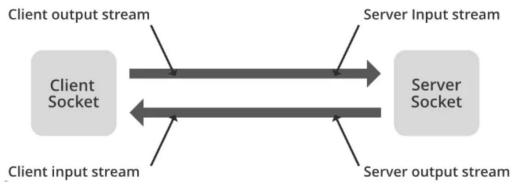 Client output stream
Server Input stream
Client
Socket
Server
Socket
Client input stream
Server output stream